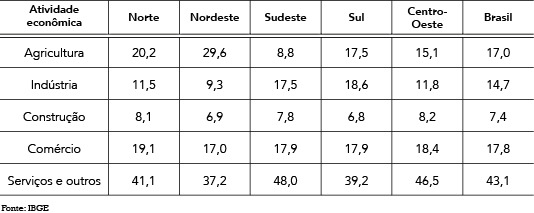 Atividade econômica Norte Nordeste Sudeste Sul Centro-Oeste Brasil
Agricultura 20,2 29,6 8,8 17,5 15,1 17,0
Indústria 11,5 9,3 17,5 18,6 11,8 14,7
Construção 8,1 6,9 7,8 6,8 8,2 7,4
Comércio 19,1 17,0 17,9 17,9 18,4 17,8
Serviços e outros 41,1 37,2 48,0 39,2 46,5 43,1
Fonte: IBGE